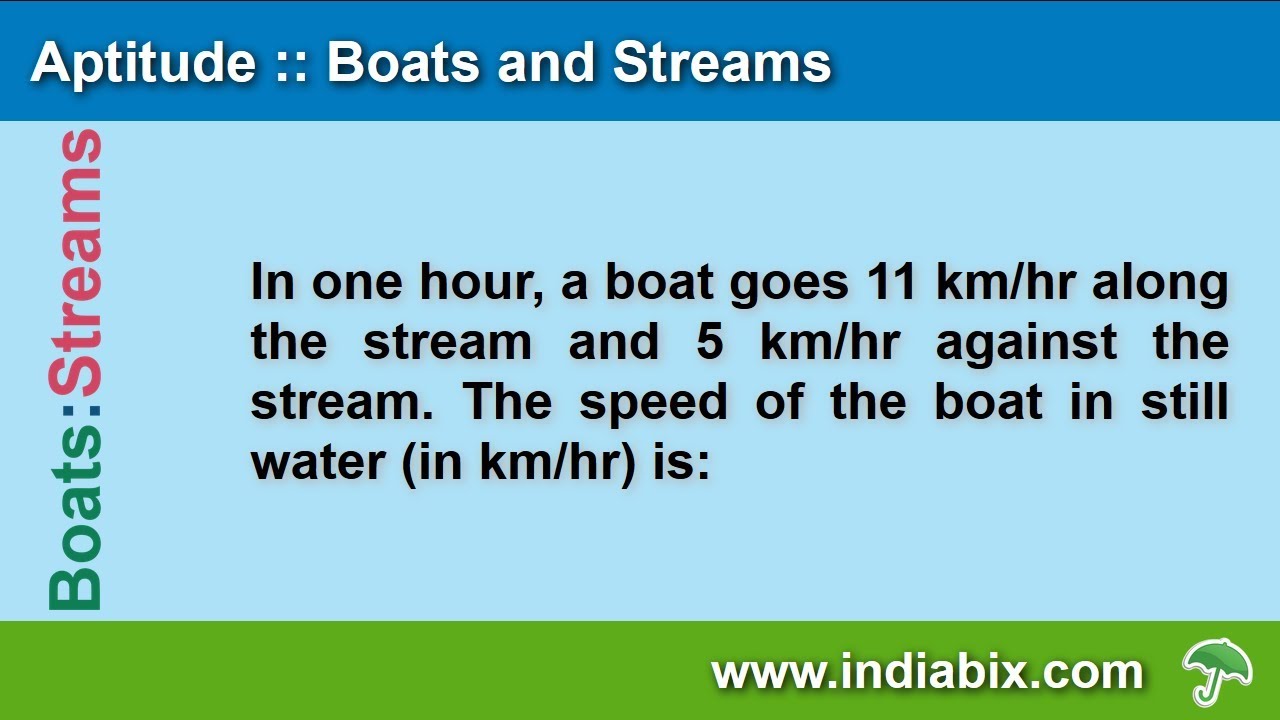 Aptitude :: Boats and Streams
Boats:Streams
In one hour, a boat goes 11 km/hr along
the stream and 5 km/hr against the
stream. The speed of the boat in still
water (in km/hr) is:
www.indiabix.com